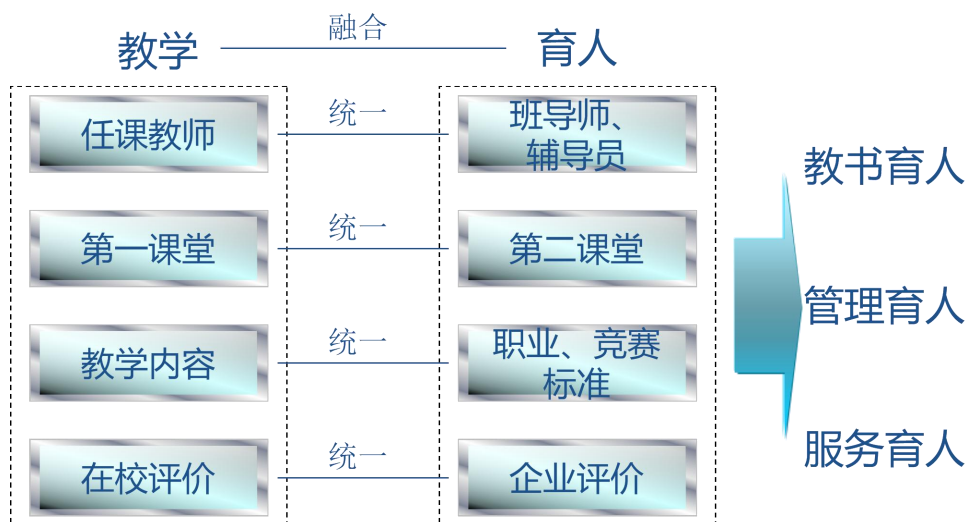 教学
融合
育人
任课教师
统一
班导师、
辅导员
第一课堂
统一
第二课堂
教学内容
统一
职业、竞赛
标准
在校评价
统一
企业评价
教书育人
管理育人
服务育人